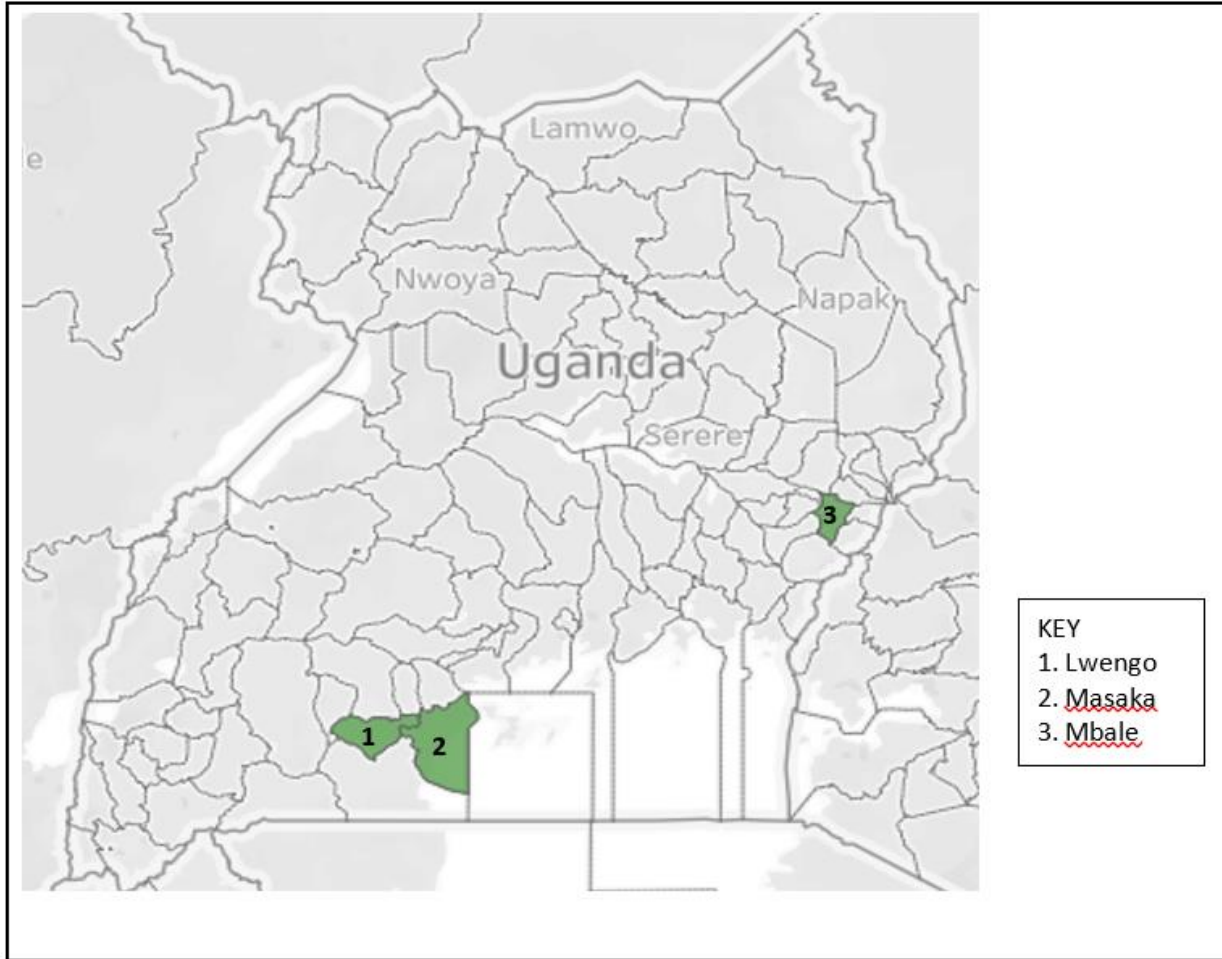 Lamwo
e
Nwoya
Napak
Uganda
Serere
3
1
2
KEY
1. Lwengo
2. Masaka
3. Mbale